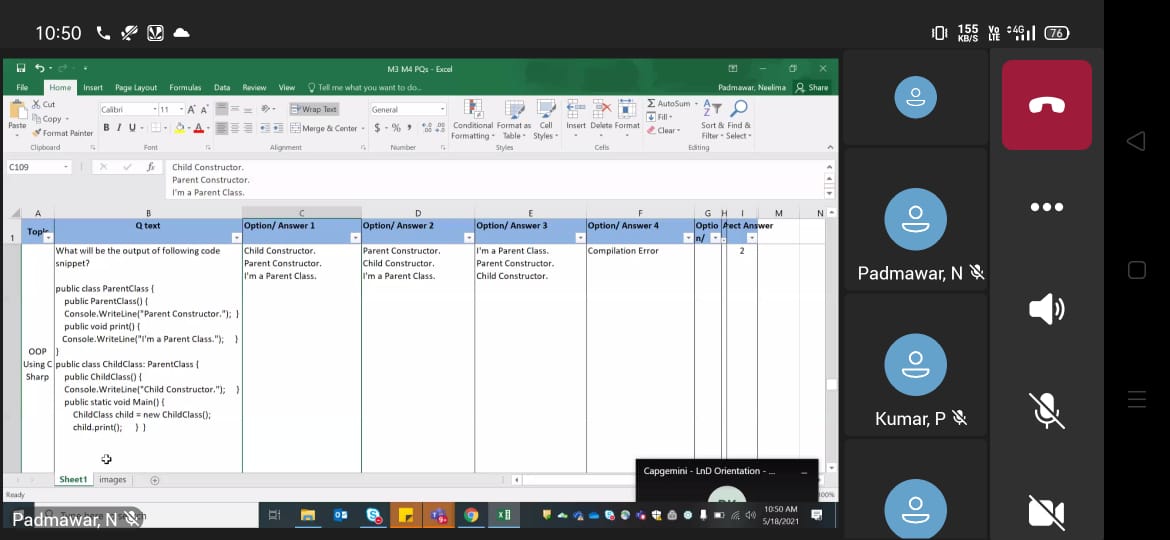 10:50
155 KB/S
Vo LTE
4G
76
M3 M4 PQs - Excel
File Home Insert Page Layout Formulas Data Review View Tell me what you want to do... Padmawar, Neelima Share
Cut
Copy
Format Painter
Paste
Calibri 11
B I U
Wrap Text
Merge & Center
General
$ % ,
Conditional Formatting
Format as Table
Cell Styles
Insert Delete Format
AutoSum
Fill
Clear
Sort & Filter
Find & Select
Clipboard Font Alignment Number Styles Cells Editing
C109
fx
Child Constructor.
Parent Constructor.
I'm a Parent Class.
A B C D E F G H I M N
1
Topic
Q text
Option/ Answer 1
Option/ Answer 2
Option/ Answer 3
Option/ Answer 4
Optio n/
ect Answer
OOP
Using C
Sharp
What will be the output of following code
snippet?
public class ParentClass {
public ParentClass() {
Console.WriteLine("Parent Constructor."); }
public void print() {
Console.WriteLine("I'm a Parent Class."); }
}
public class ChildClass: ParentClass {
public ChildClass() {
Console.WriteLine("Child Constructor."); }
public static void Main() {
ChildClass child = new ChildClass();
child.print(); } }
Child Constructor.
Parent Constructor.
I'm a Parent Class.
Parent Constructor.
Child Constructor.
I'm a Parent Class.
I'm a Parent Class.
Parent Constructor.
Child Constructor.
Compilation Error
2
Sheet1 images
Ready
Capgemini - LnD Orientation - ...
10:50 AM
5/18/2021
Padmawar, N
Padmawar, N
Kumar, P